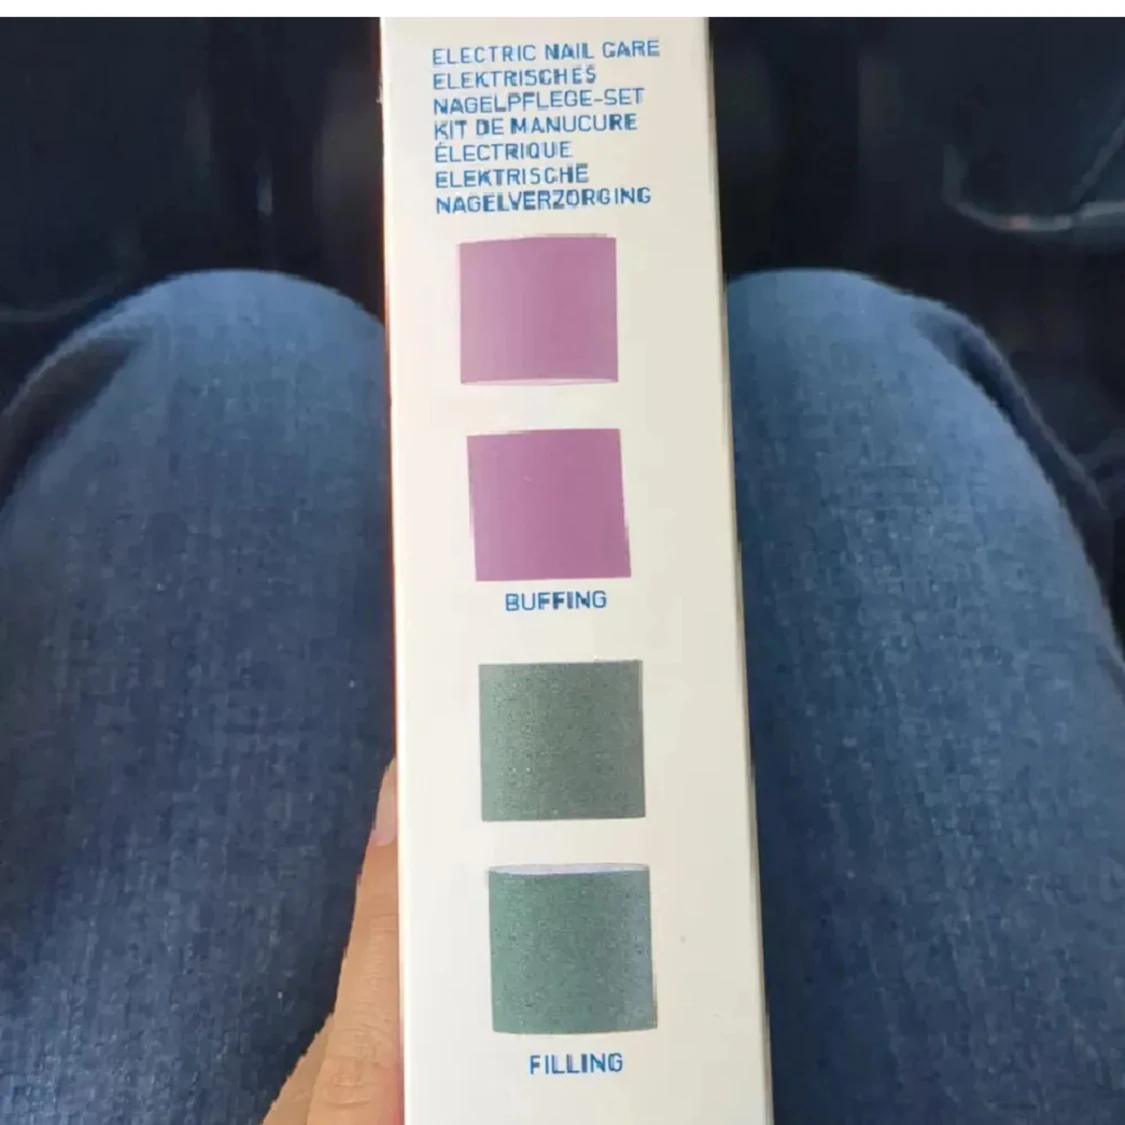 ELECTRIC NAIL CARE
ELEKTRISCHES
NAGELPFLEGE-SET
KIT DE MANUCURE
ÉLECTRIQUE
ELEKTRISCHE
NAGELVERZORGING
BUFFING
FILLING